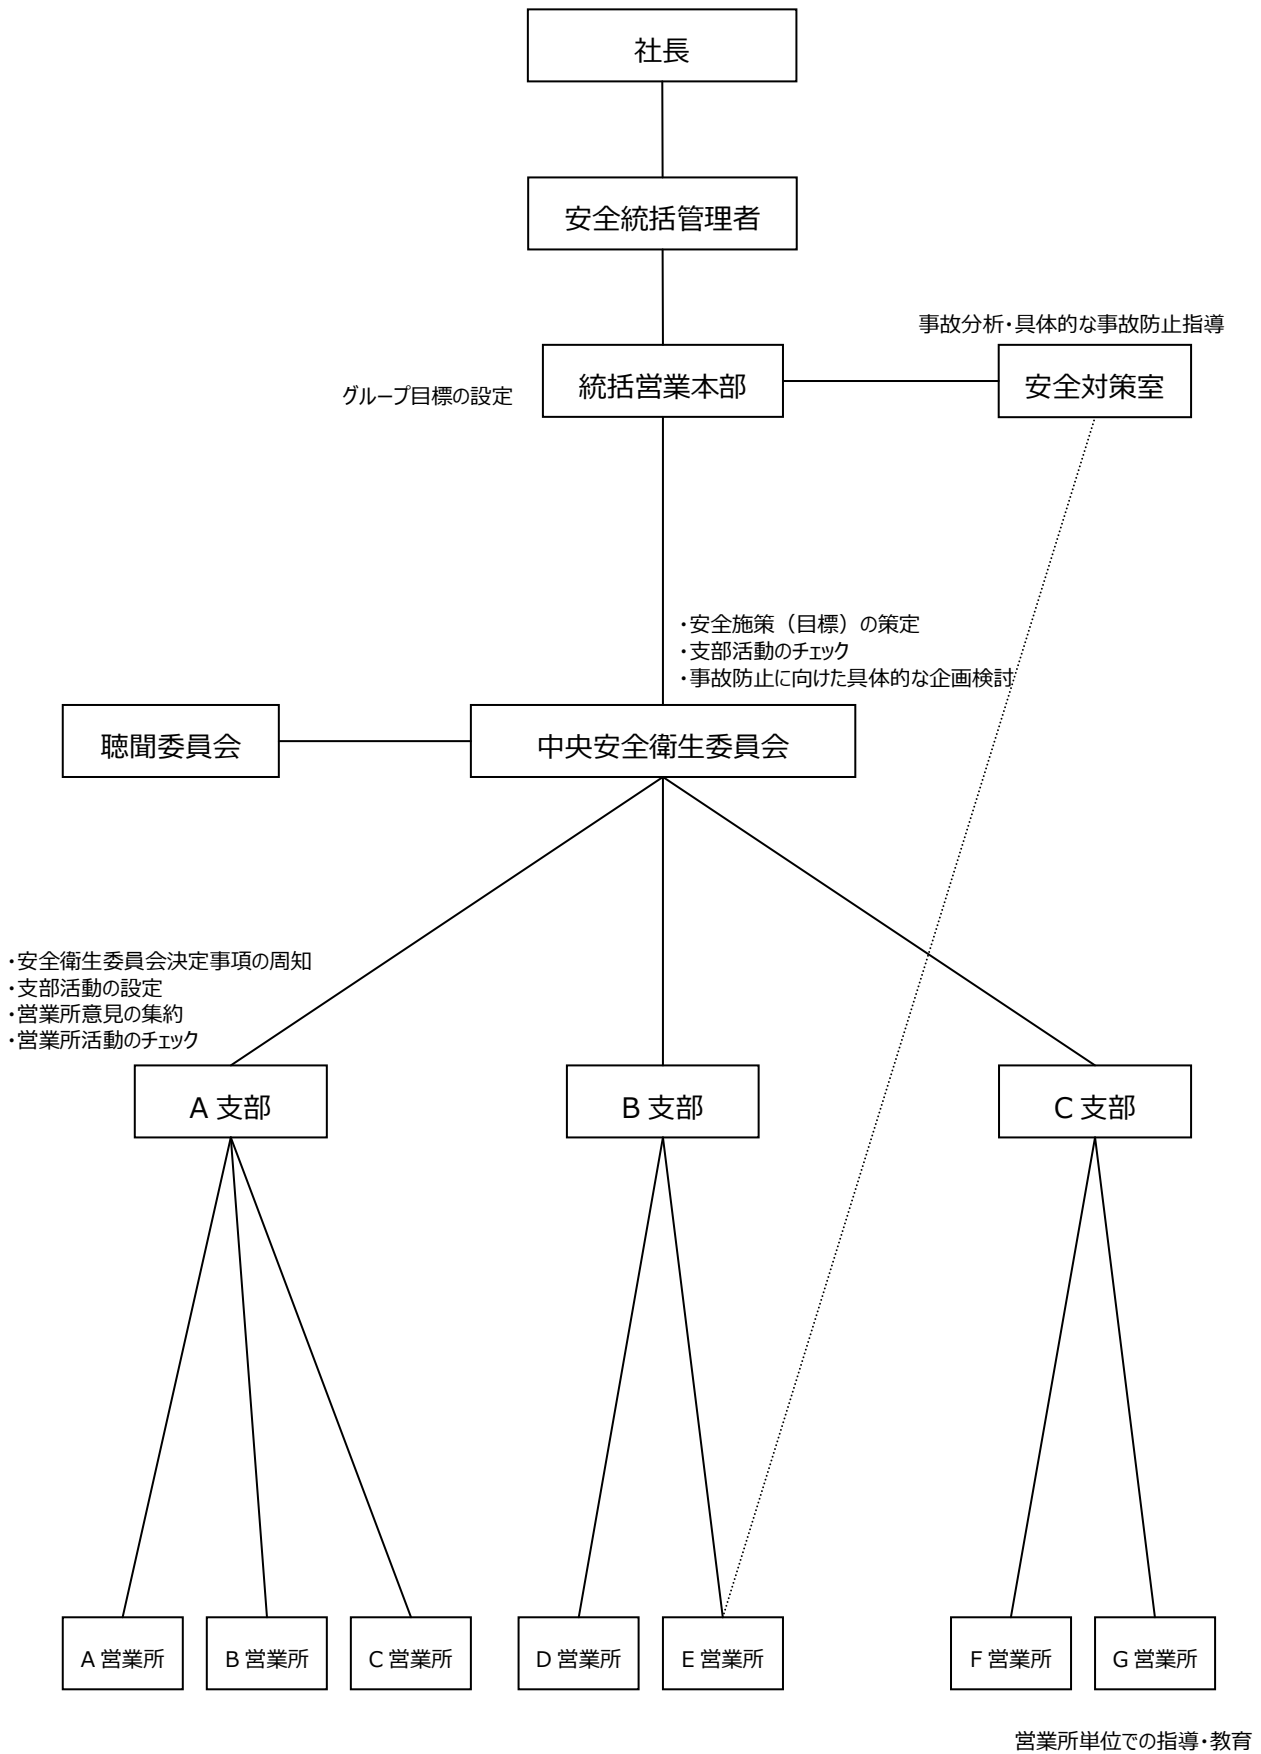 社長
安全統括管理者
事故分析・具体的な事故防止指導
グループ目標の設定
統括営業本部
安全対策室
・安全施策（目標）の策定
・支部活動のチェック
・事故防止に向けた具体的な企画検討
聴聞委員会
中央安全衛生委員会
・安全衛生委員会決定事項の周知
・支部活動の設定
・営業所意見の集約
・営業所活動のチェック
A 支部
B 支部
C 支部
A 営業所
B 営業所
C 営業所
D 営業所
E 営業所
F 営業所
G 営業所
営業所単位での指導・教育